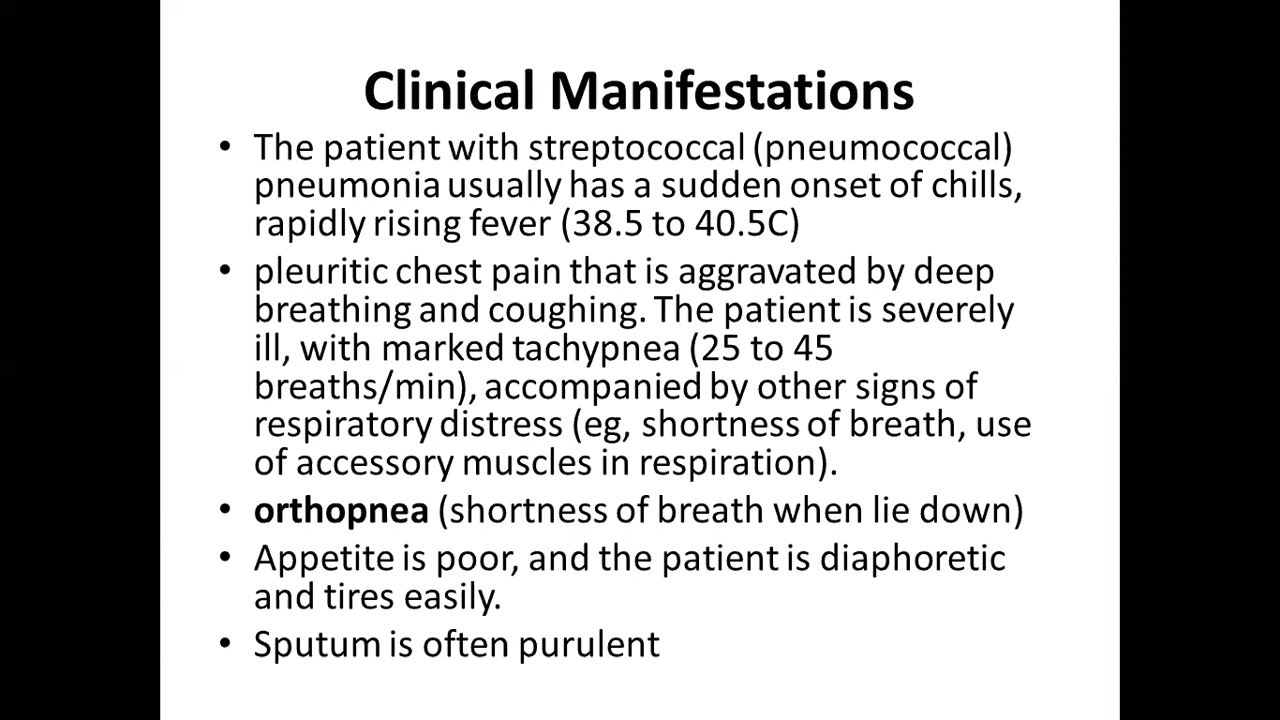 Clinical Manifestations
• The patient with streptococcal (pneumococcal)
pneumonia usually has a sudden onset of chills,
rapidly rising fever (38.5 to 40.5C)
• pleuritic chest pain that is aggravated by deep
breathing and coughing. The patient is severely
ill, with marked tachypnea (25 to 45
breaths/min), accompanied by other signs of
respiratory distress (eg, shortness of breath, use
of accessory muscles in respiration).
• orthopnea (shortness of breath when lie down)
• Appetite is poor, and the patient is diaphoretic
and tires easily.
• Sputum is often purulent